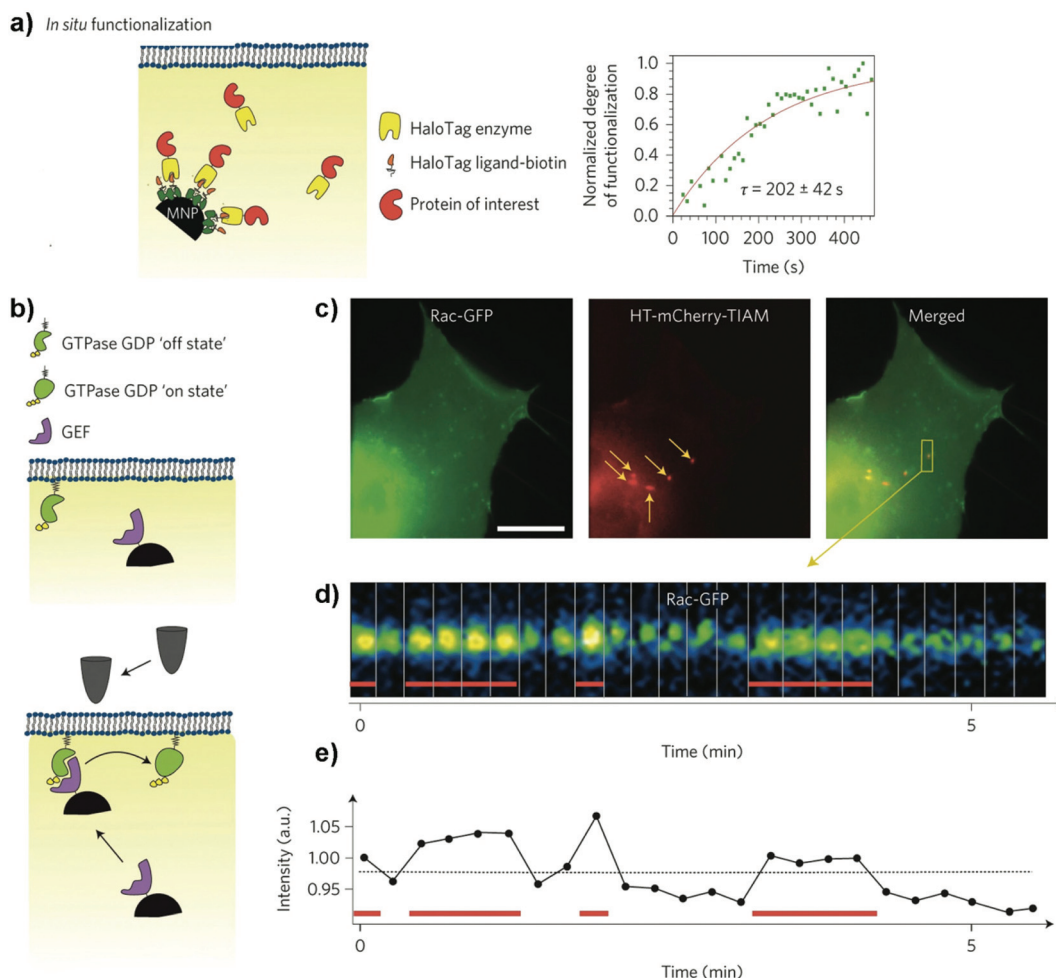 a) In situ functionalization
MNP
HaloTag enzyme
HaloTag ligand-biotin
Protein of interest
Normalized degree
of functionalization
1.0
0.8
0.6
0.4
0.2
0.0
τ = 202 ± 42 s
0 100 200 300 400
Time (s)
b)
GTPase GDP 'off state'
GTPase GDP 'on state'
GEF
c)
Rac-GFP
HT-mCherry-TIAM
Merged
d)
Rac-GFP
0 5
Time (min)
e)
Intensity (a.u.)
1.05
1.00
0.95
0 5
Time (min)